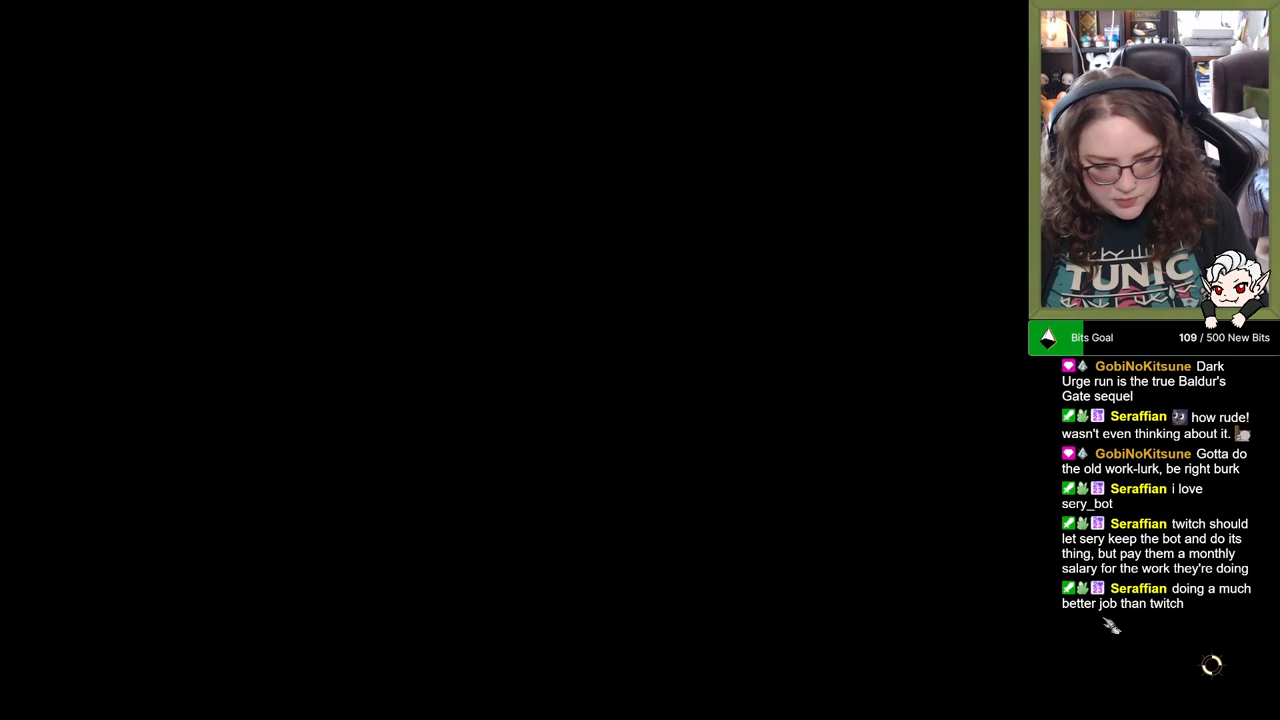 TUNIC
Bits Goal 109 / 500 New Bits
GobiNoKitsune Dark
Urge run is the true Baldur's
Gate sequel
Seraffian how rude!
wasn't even thinking about it.
GobiNoKitsune Gotta do
the old work-lurk, be right burk
Seraffian i love
sery_bot
Seraffian twitch should
let sery keep the bot and do its
thing, but pay them a monthly
salary for the work they're doing
Seraffian doing a much
better job than twitch